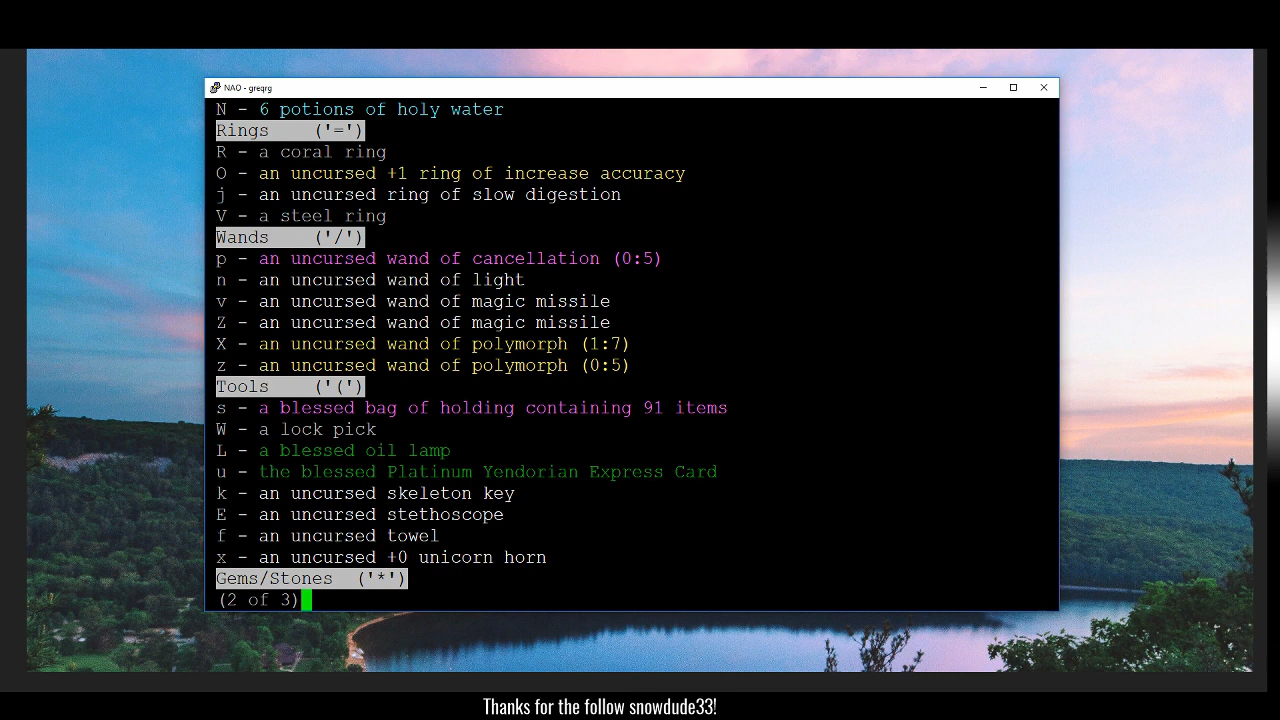 NAO - greqrg
N - 6 potions of holy water
Rings    ('=')
R - a coral ring
O - an uncursed +1 ring of increase accuracy
j - an uncursed ring of slow digestion
V - a steel ring
Wands    ('/')
p - an uncursed wand of cancellation (0:5)
n - an uncursed wand of light
v - an uncursed wand of magic missile
Z - an uncursed wand of magic missile
X - an uncursed wand of polymorph (1:7)
z - an uncursed wand of polymorph (0:5)
Tools    ('(')
s - a blessed bag of holding containing 91 items
W - a lock pick
L - a blessed oil lamp
u - the blessed Platinum Yendorian Express Card
k - an uncursed skeleton key
E - an uncursed stethoscope
f - an uncursed towel
x - an uncursed +0 unicorn horn
Gems/Stones  ('*')
(2 of 3)
Thanks for the follow snowdude33!